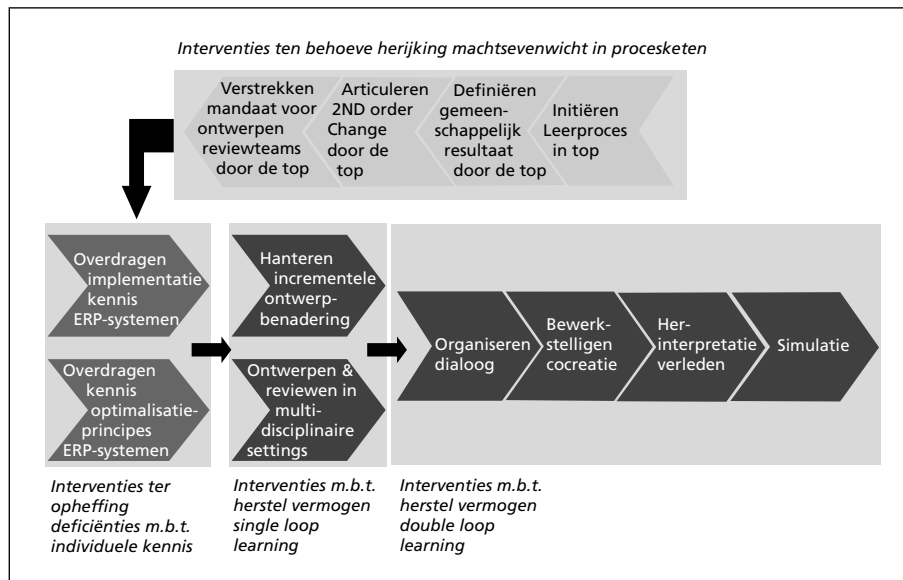 Interventies ten behoeve herijking machtsevenwicht in procesketen
Verstrekken
mandaat voor
ontwerpen
reviewteams
door de top
Articuleren
2ND order
Change
door de
top
Definiëren
gemeen-
schappelijk
resultaat
door de top
Initiëren
Leerproces
in top
Overdragen
implementatie
kennis
ERP-systemen
Overdragen
kennis
optimalisatie-
principes
ERP-systemen
Hanteren
incrementele
ontwerp-
benadering
Ontwerpen &
reviewen in
multi-
disciplinaire
settings
Organiseren
dialoog
Bewerk-
stelligen
cocreatie
Her-
interpretatie
verleden
Simulatie
Interventies ter
opheffing
deficiënties m.b.t.
individuele kennis
Interventies m.b.t.
herstel vermogen
single loop
learning
Interventies m.b.t.
herstel vermogen
double loop
learning